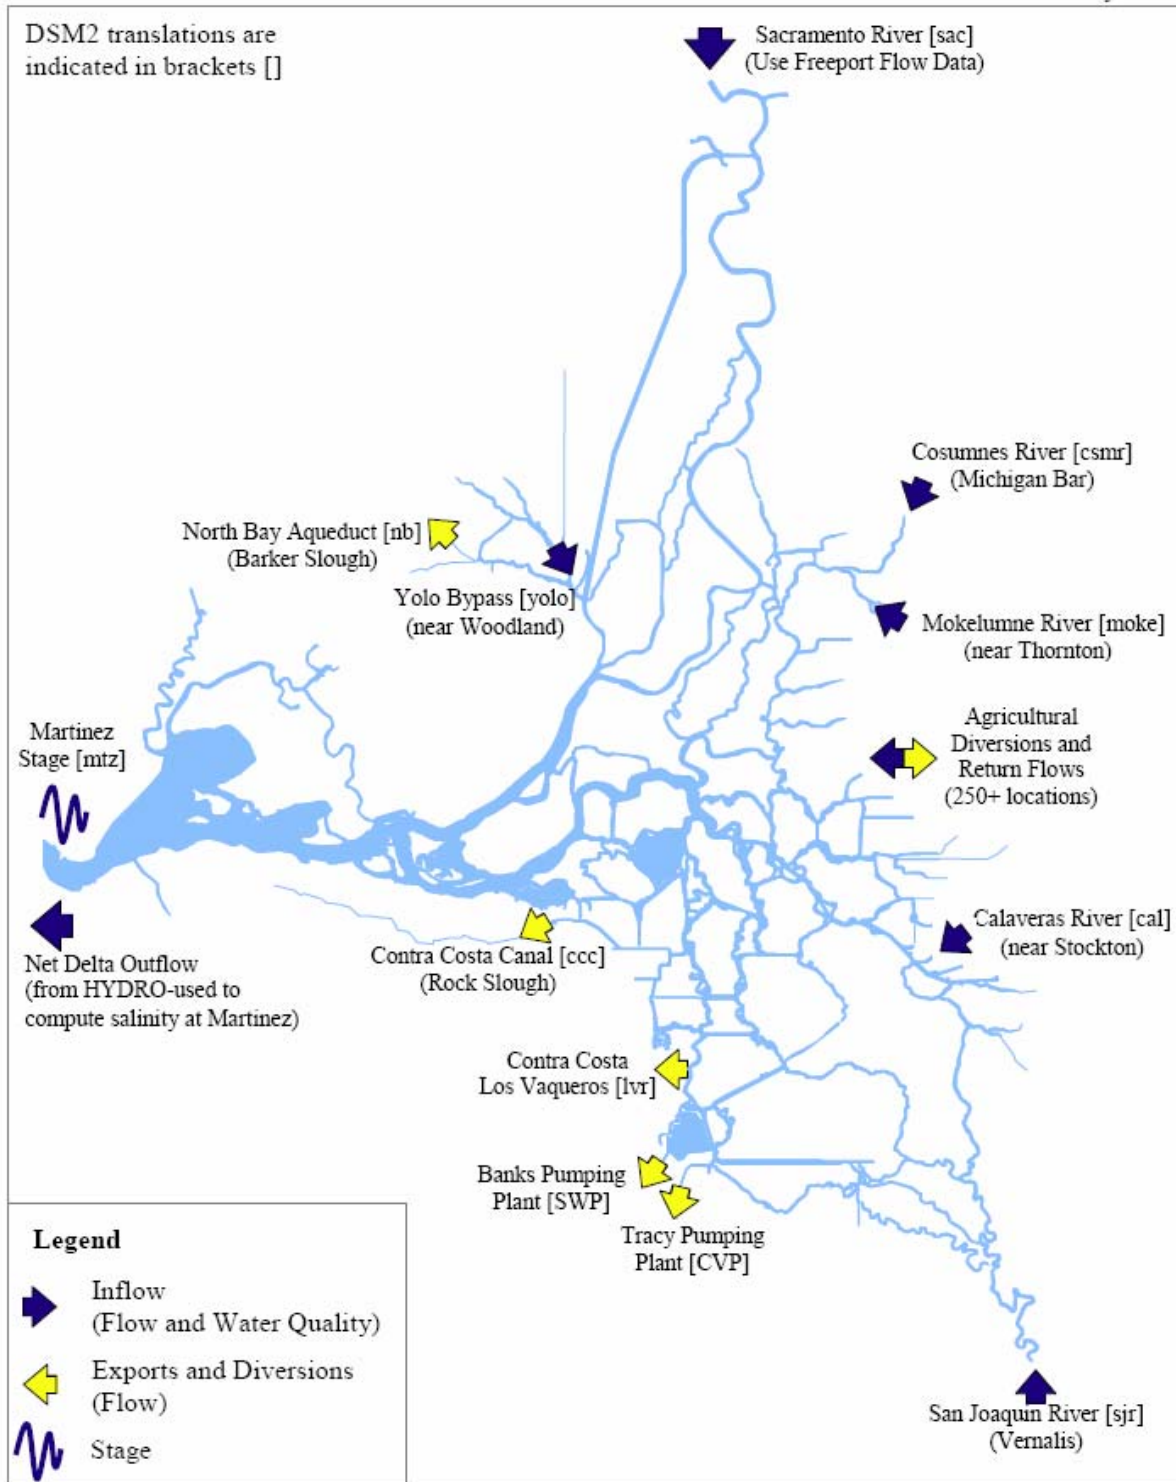 DSM2 translations are
indicated in brackets []
Sacramento River [sac]
(Use Freeport Flow Data)
Cosumnes River [csmr]
(Michigan Bar)
North Bay Aqueduct [nb]
(Barker Slough)
Yolo Bypass [yolo]
(near Woodland)
Mokelumne River [moke]
(near Thornton)
Martinez
Stage [mtz]
Agricultural
Diversions and
Return Flows
(250+ locations)
Calaveras River [cal]
(near Stockton)
Contra Costa Canal [ccc]
(Rock Slough)
Net Delta Outflow
(from HYDRO-used to
compute salinity at Martinez)
Contra Costa
Los Vaqueros [lvr]
Banks Pumping
Plant [SWP]
Tracy Pumping
Plant [CVP]
Legend
Inflow
(Flow and Water Quality)
Exports and Diversions
(Flow)
Stage
San Joaquin River [sjr]
(Vernalis)